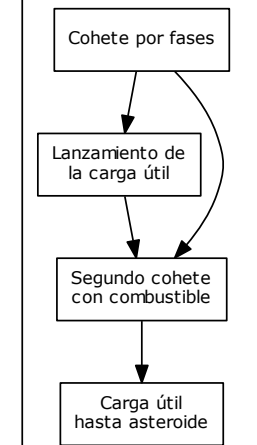 Cohete por fases
Lanzamiento de
la carga útil
Segundo cohete
con combustible
Carga útil
hasta asteroide